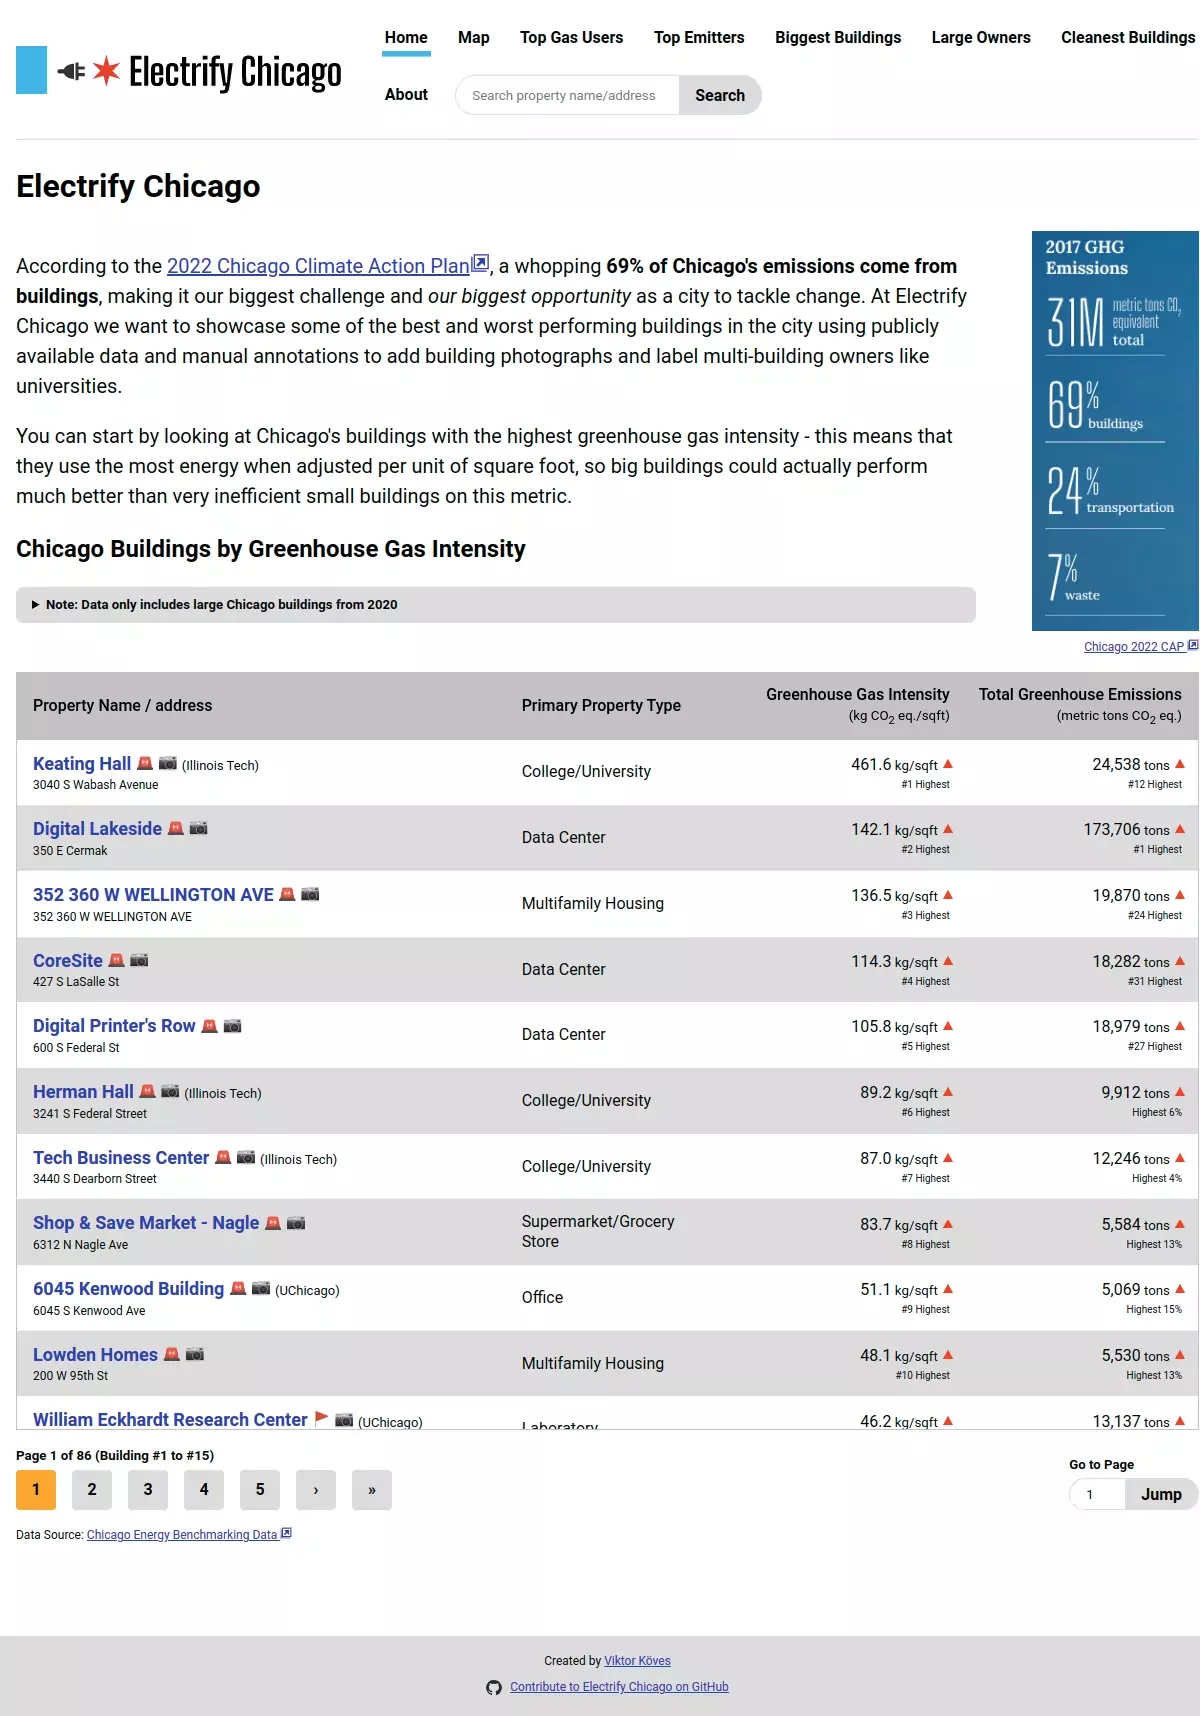 Home Map Top Gas Users Top Emitters Biggest Buildings Large Owners Cleanest Buildings
Electrify Chicago
About Search property name/address Search
Electrify Chicago
According to the 2022 Chicago Climate Action Plan, a whopping 69% of Chicago's emissions come from
buildings, making it our biggest challenge and our biggest opportunity as a city to tackle change. At Electrify
Chicago we want to showcase some of the best and worst performing buildings in the city using publicly
available data and manual annotations to add building photographs and label multi-building owners like
universities.
You can start by looking at Chicago's buildings with the highest greenhouse gas intensity - this means that
they use the most energy when adjusted per unit of square foot, so big buildings could actually perform
much better than very inefficient small buildings on this metric.
2017 GHG
Emissions
31M metric tons CO2
equivalent
total
69% buildings
24% transportation
7% waste
Chicago 2022 CAP
Chicago Buildings by Greenhouse Gas Intensity
Note: Data only includes large Chicago buildings from 2020
Property Name / address Primary Property Type Greenhouse Gas Intensity Total Greenhouse Emissions
(kg CO2 eq./sqft) (metric tons CO2 eq.)
Keating Hall (Illinois Tech) College/University 461.6 kg/sqft 24,538 tons
3040 S Wabash Avenue #1 Highest #12 Highest
Digital Lakeside Data Center 142.1 kg/sqft 173,706 tons
350 E Cermak #2 Highest #1 Highest
352 360 W WELLINGTON AVE Multifamily Housing 136.5 kg/sqft 19,870 tons
352 360 W WELLINGTON AVE #3 Highest #24 Highest
CoreSite Data Center 114.3 kg/sqft 18,282 tons
427 S LaSalle St #4 Highest #31 Highest
Digital Printer's Row Data Center 105.8 kg/sqft 18,979 tons
600 S Federal St #5 Highest #27 Highest
Herman Hall (Illinois Tech) College/University 89.2 kg/sqft 9,912 tons
3241 S Federal Street #6 Highest Highest 6%
Tech Business Center (Illinois Tech) College/University 87.0 kg/sqft 12,246 tons
3440 S Dearborn Street #7 Highest Highest 4%
Shop & Save Market - Nagle Supermarket/Grocery 83.7 kg/sqft 5,584 tons
6312 N Nagle Ave Store #8 Highest Highest 13%
6045 Kenwood Building (UChicago) Office 51.1 kg/sqft 5,069 tons
6045 S Kenwood Ave #9 Highest Highest 15%
Lowden Homes Multifamily Housing 48.1 kg/sqft 5,530 tons
200 W 95th St #10 Highest Highest 13%
William Eckhardt Research Center (UChicago) Laboratory 46.2 kg/sqft 13,137 tons
Page 1 of 86 (Building #1 to #15)
1 2 3 4 5 › »
Go to Page
1 Jump
Data Source: Chicago Energy Benchmarking Data
Created by Viktor Köves
Contribute to Electrify Chicago on GitHub